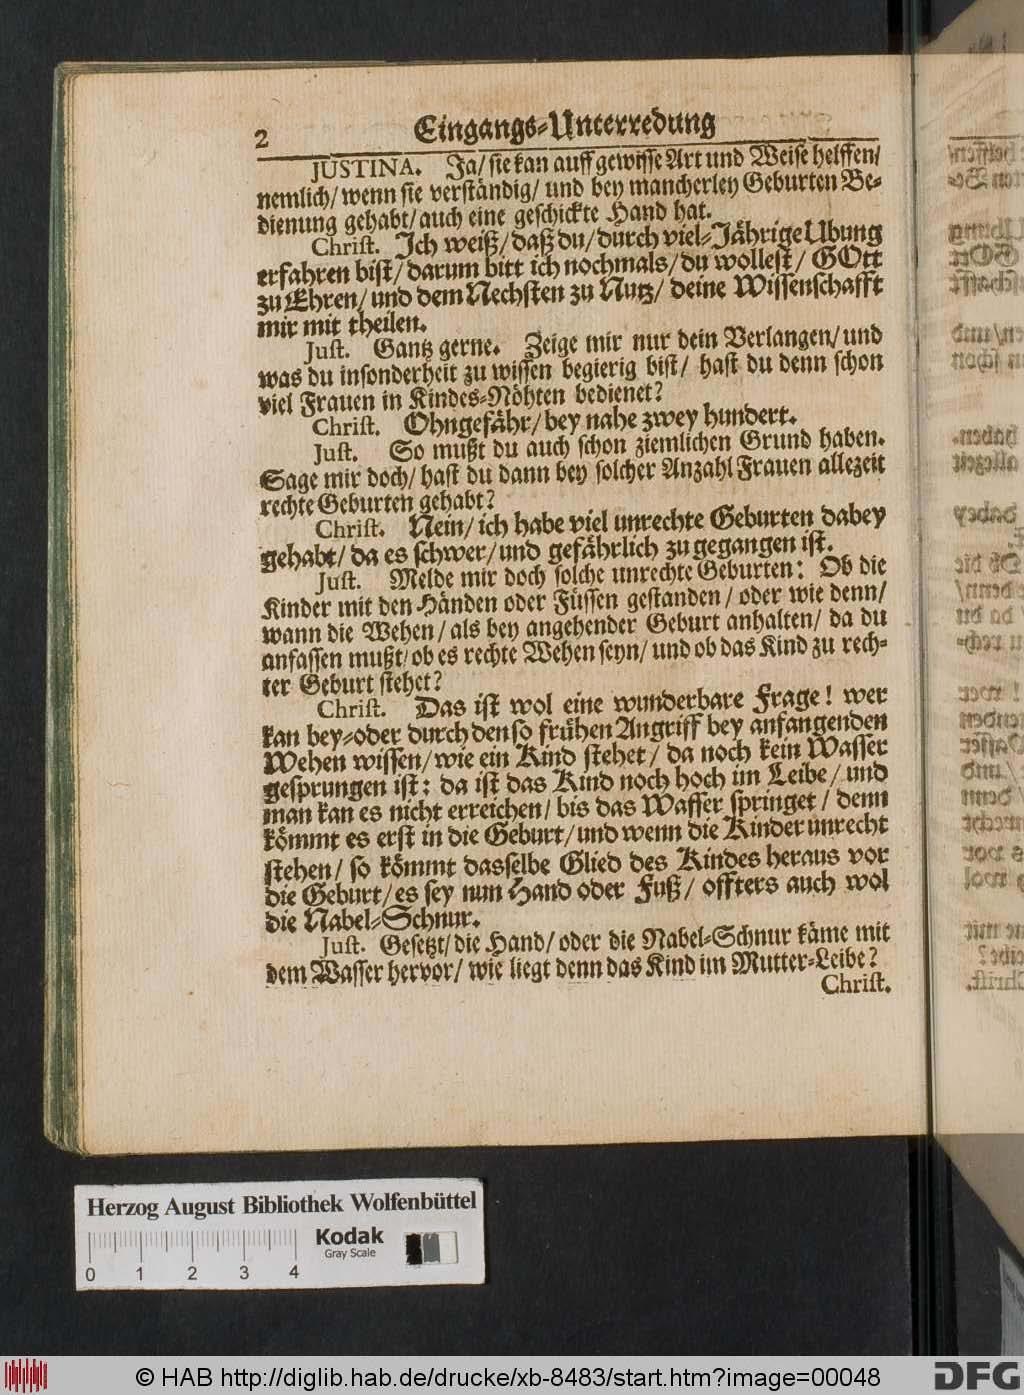 2
Eingangs-Unterredung
JUSTINA. Ja/ sie kan auff gewisse Art und Weise helffen/
nemlich/ wenn sie verständig/ und bey mancherley Geburten Be-
dienung gehabt/ auch eine geschickte Hand hat.
Christ. Ich weiß/ daß du/ durch viel-Jährige Ubung
erfahren bist/ darum bitt ich nochmals/ du wollest/ GOtt
zu Ehren/ und dem Nechsten zu Nutz/ deine Wissenschafft
mir mit theilen.
Just. Gantz gerne. Zeige mir nur dein Verlangen/ und
was du insonderheit zu wissen begierig bist/ hast du denn schon
viel Frauen in Kindes-Nöhten bedienet?
Christ. Ohngefähr/ bey nahe zwey hundert.
Just. So mußt du auch schon ziemlichen Grund haben.
Sage mir doch/ hast du dann bey solcher Anzahl Frauen allezeit
rechte Geburten gehabt?
Christ. Nein/ ich habe viel unrechte Geburten dabey
gehabt/ da es schwer/ und gefährlich zu gegangen ist.
Just. Melde mir doch solche unrechte Geburten: Ob die
Kinder mit den Händen oder Füssen gestanden/ oder wie denn/
wann die Wehen/ als bey angehender Geburt anhalten/ da du
anfassen mußt/ ob es rechte Wehen seyn/ und ob das Kind zu rech-
ter Geburt stehet?
Christ. Das ist wol eine wunderbare Frage! wer
kan bey-oder durch den so frühen Angriff bey anfangenden
Wehen wissen/ wie ein Kind stehet/ da noch kein Wasser
gesprungen ist: da ist das Kind noch hoch im Leibe/ und
man kan es nicht erreichen/ bis das Wasser springet/ denn
kömmt es erst in die Geburt/ und wenn die Kinder unrecht
stehen/ so kömmt dasselbe Glied des Kindes heraus vor
die Geburt/ es sey nun Hand oder Fuß/ offters auch wol
die Nabel-Schnur.
Just. Gesetzt/ die Hand/ oder die Nabel-Schnur käme mit
dem Wasser hervor/ wie liegt denn das Kind im Mutter-Leibe?
Christ.
Herzog August Bibliothek Wolfenbüttel
Kodak
Gray Scale
0 1 2 3 4
© HAB http://diglib.hab.de/drucke/xb-8483/start.htm?image=00048
DFG